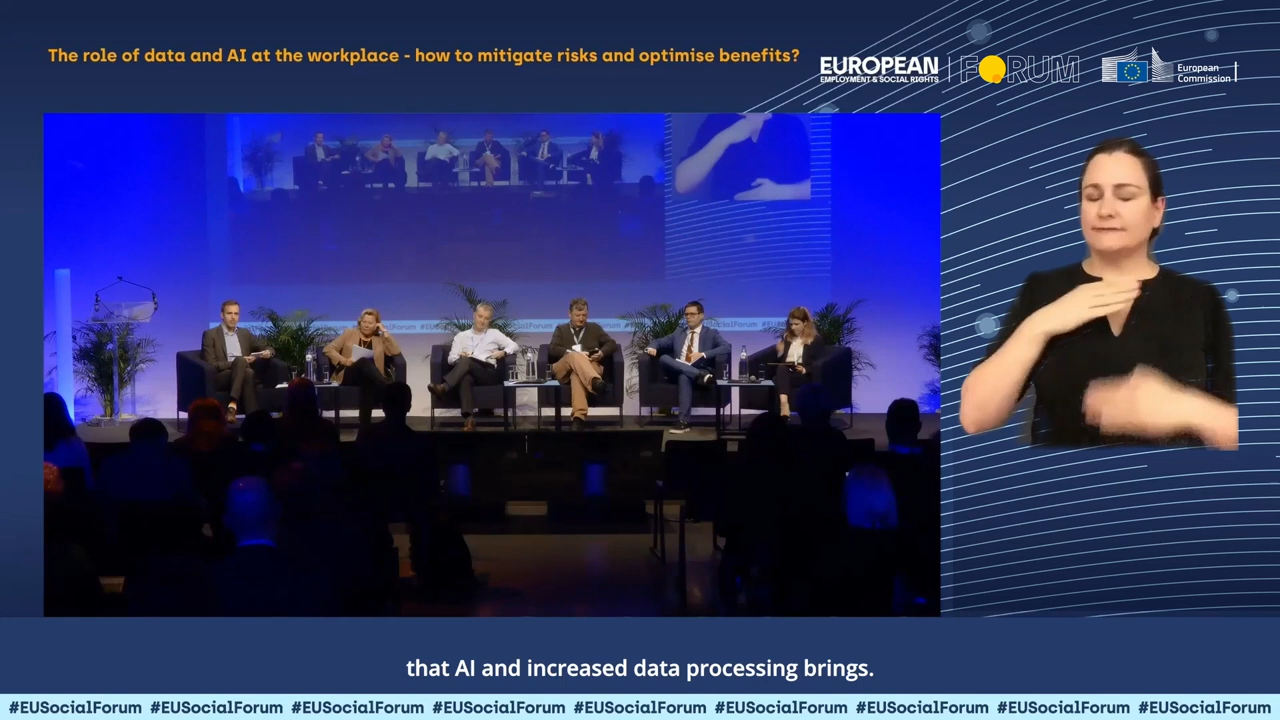 The role of data and AI at the workplace - how to mitigate risks and optimise benefits?
EUROPEAN
EMPLOYMENT & SOCIAL RIGHTS
FORUM
European
Commission
SocialForum #EUSocialForum
that AI and increased data processing brings.
#EUSocialForum #EUSocialForum #EUSocialForum #EUSocialForum #EUSocialForum #EUSocialForum #EUSocialForum #EUSocialForum #EUSocialForum